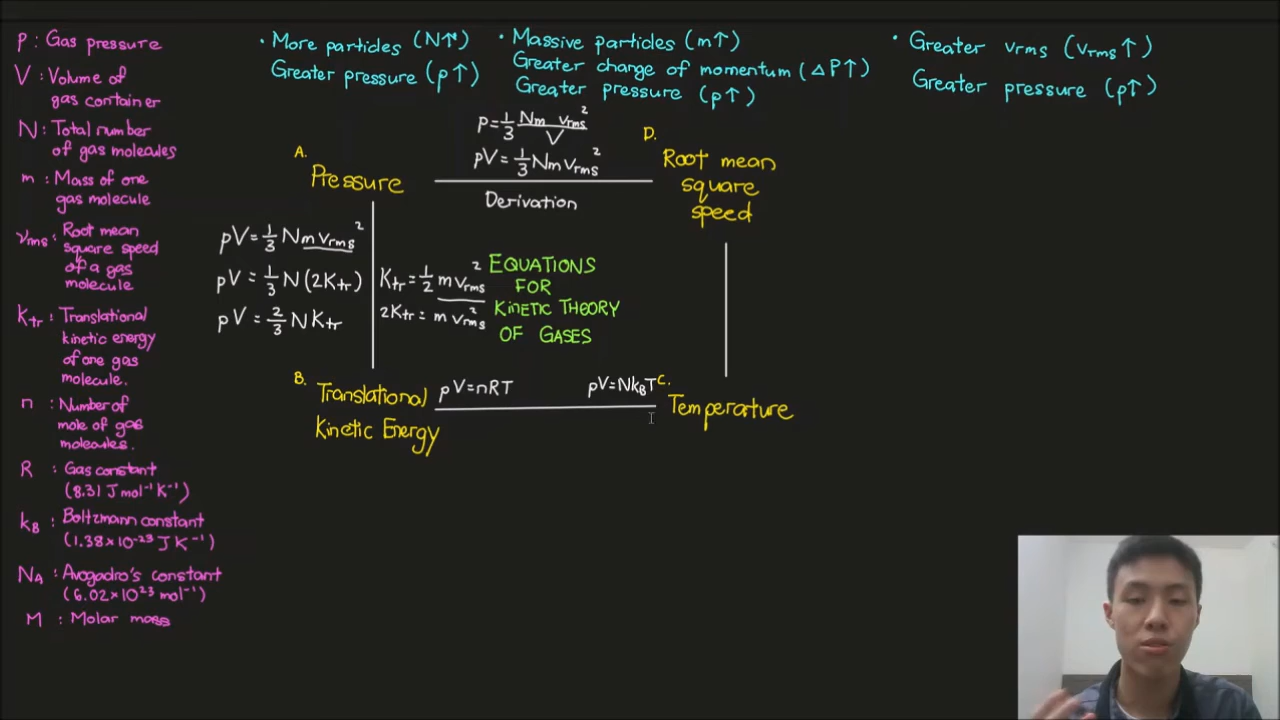 P : Gas pressure
V : Volume of
gas container
N : Total number
of gas molecules
m : Mass of one
gas molecule
vrms : Root mean
square speed
of a gas
molecule
Ktr : Translational
kinetic energy
of one gas
molecule.
n : Number of
mole of gas
molecules.
R : Gas constant
(8.31 J mol⁻¹ K⁻¹)
kB : Boltzmann constant
(1.38×10⁻²³ J K⁻¹)
NA : Avogadro's constant
(6.02×10²³ mol⁻¹)
M : Molar mass
• More particles (N↑)
Greater pressure (p↑)
• Massive particles (m↑)
Greater change of momentum (ΔP↑)
Greater pressure (p↑)
• Greater vrms (vrms↑)
Greater pressure (p↑)
P = 1/3 Nm vrms² / V
pV = 1/3 Nm vrms²
Derivation
A.
Pressure
D.
Root mean
square
speed
pV = 1/3 N m vrms²
pV = 1/3 N (2Ktr)
pV = 2/3 N Ktr
Ktr = 1/2 m vrms²
2Ktr = m vrms²
EQUATIONS
FOR
KINETIC THEORY
OF GASES
B.
Translational
Kinetic Energy
pV = nRT
pV = NkBT
C.
Temperature